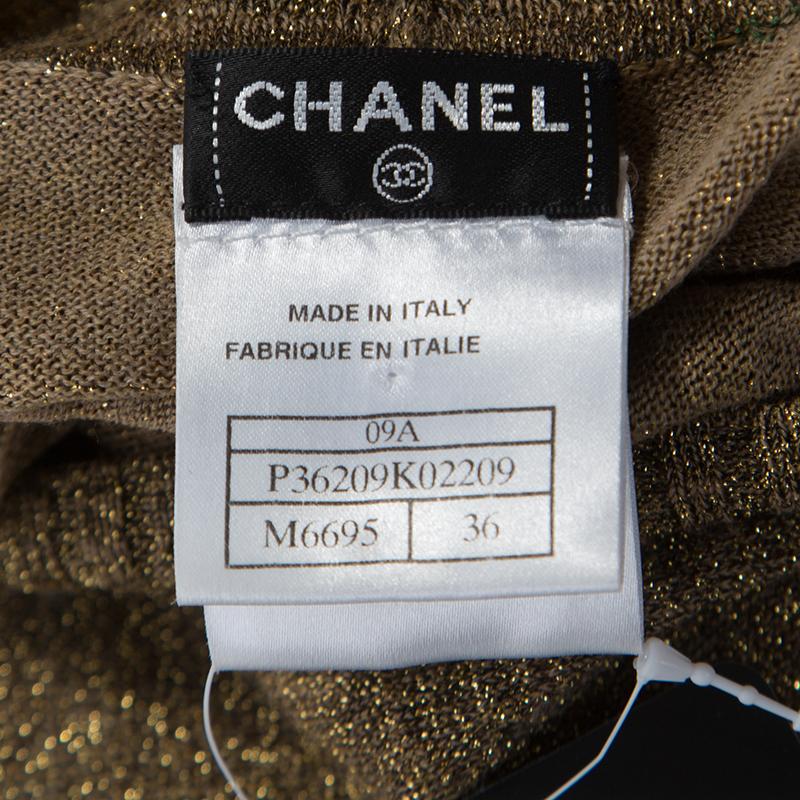 CHANEL
MADE IN ITALY
FABRIQUE EN ITALIE
09A
P36209K02209
M6695 36